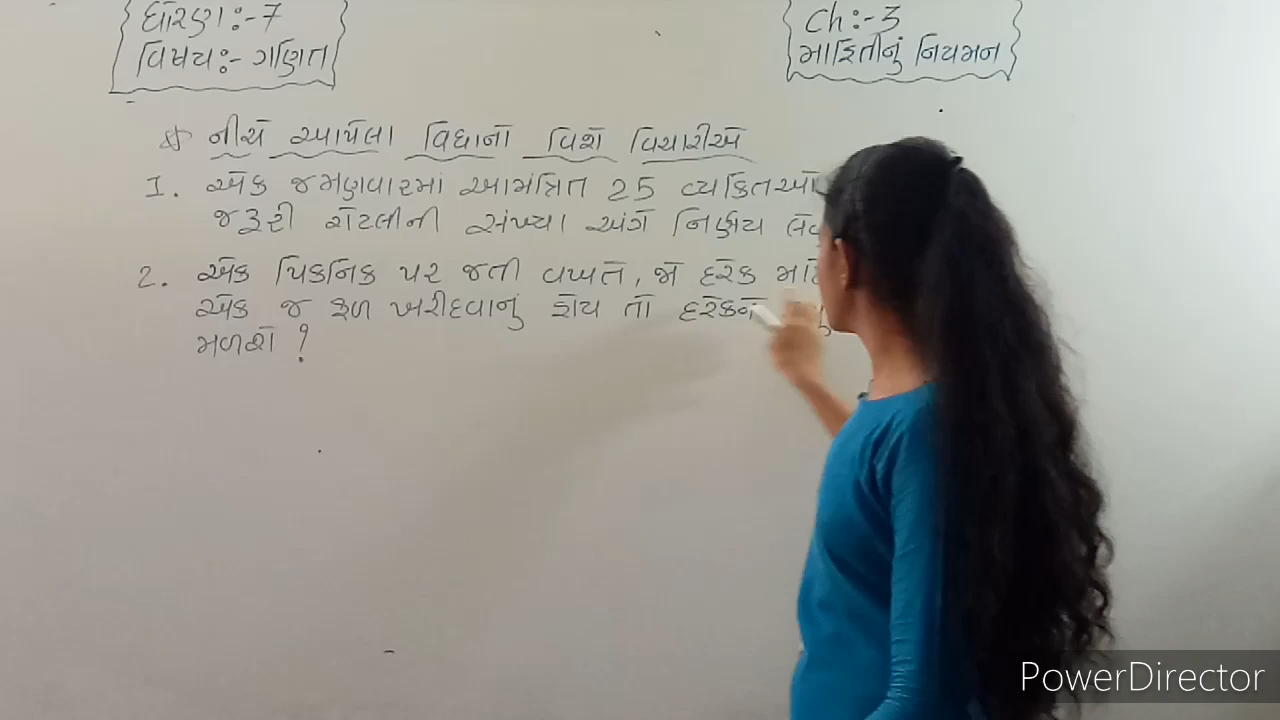 ધોરણ:-7
વિષય:- ગણિત
Ch:-3
માહિતીનું નિયમન
નીચે આપેલા વિધાનો વિશે વિચારીએ
1. એક જમણવારમાં આમંત્રિત 25 વ્યકિતઓ
જરૂરી રોટલીની સંખ્યા અંગે નિર્ણય
2. એક પિકનિક પર જતી વખતે, જો દરેક માટે
એક જ ફળ ખરીદવાનું હોય તો દરેકને
મળશે ?
PowerDirector